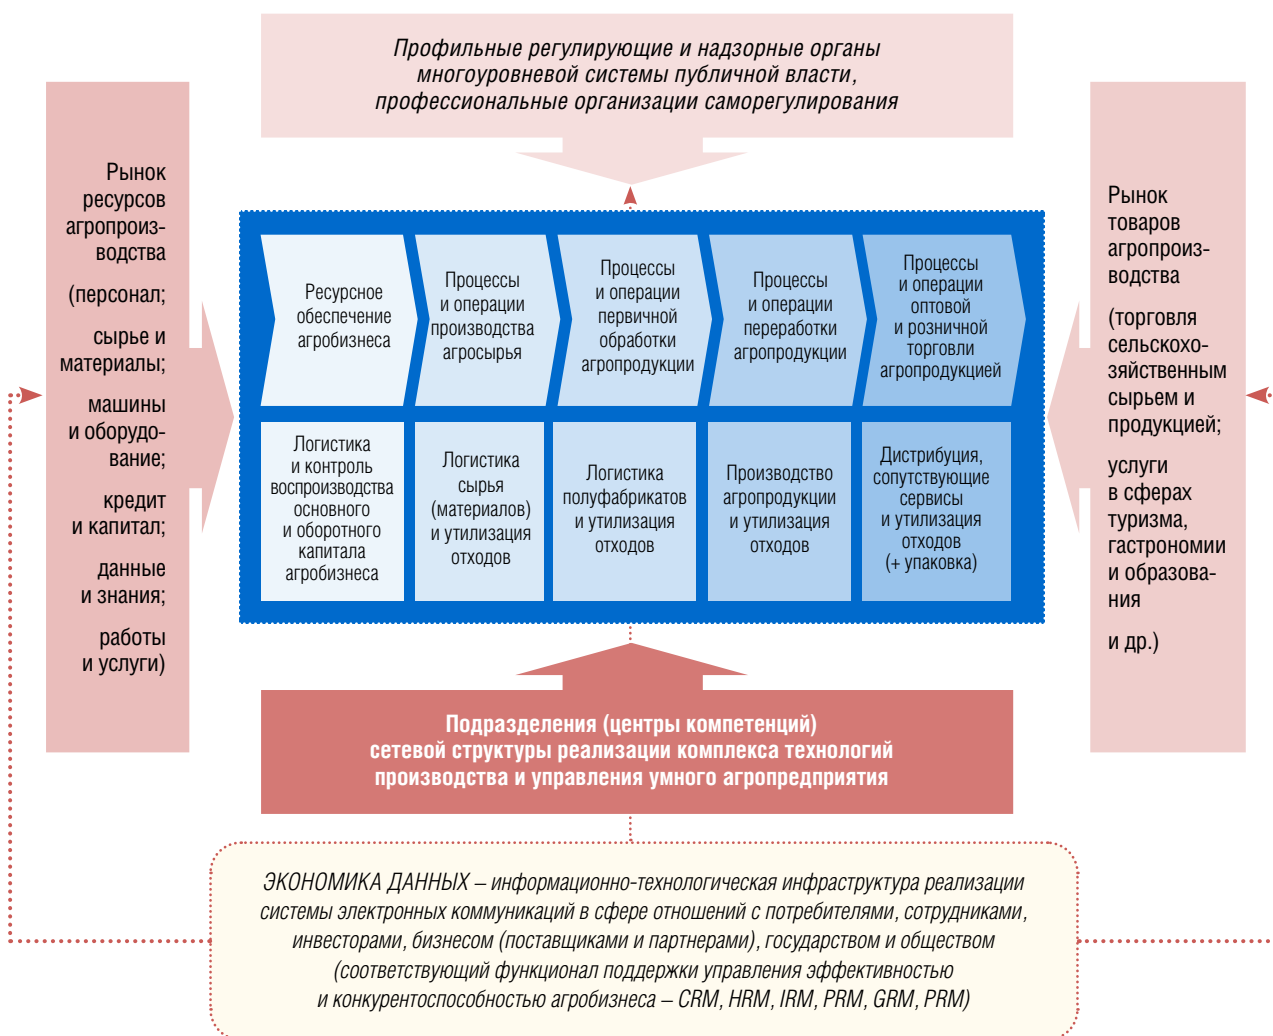 Профильные регулирующие и надзорные органы
многоуровневой системы публичной власти,
профессиональные организации саморегулирования
Рынок
ресурсов
агропроиз-
водства
(персонал;
сырье и
материалы;
машины
и оборудо-
вание;
кредит
и капитал;
данные
и знания;
работы
и услуги)
Ресурсное
обеспечение
агробизнеса
Процессы
и операции
производства
агросырья
Процессы
и операции
первичной
обработки
агропродукции
Процессы
и операции
переработки
агропродукции
Процессы
и операции
оптовой
и розничной
торговли
агропродукцией
Логистика
и контроль
воспроизводства
основного
и оборотного
капитала
агробизнеса
Логистика
сырья
(материалов)
и утилизация
отходов
Логистика
полуфабрикатов
и утилизация
отходов
Производство
агропродукции
и утилизация
отходов
Дистрибуция,
сопутствующие
сервисы
и утилизация
отходов
(+ упаковка)
Рынок
товаров
агропроиз-
водства
(торговля
сельскохо-
зяйственным
сырьем и
продукцией;
услуги
в сферах
туризма,
гастрономии
и образова-
ния
и др.)
Подразделения (центры компетенций)
сетевой структуры реализации комплекса технологий
производства и управления умного агропредприятия
ЭКОНОМИКА ДАННЫХ – информационно-технологическая инфраструктура реализации
системы электронных коммуникаций в сфере отношений с потребителями, сотрудниками,
инвесторами, бизнесом (поставщиками и партнерами), государством и обществом
(соответствующий функционал поддержки управления эффективностью
и конкурентоспособностью агробизнеса – CRM, HRM, IRM, PRM, GRM, PRM)